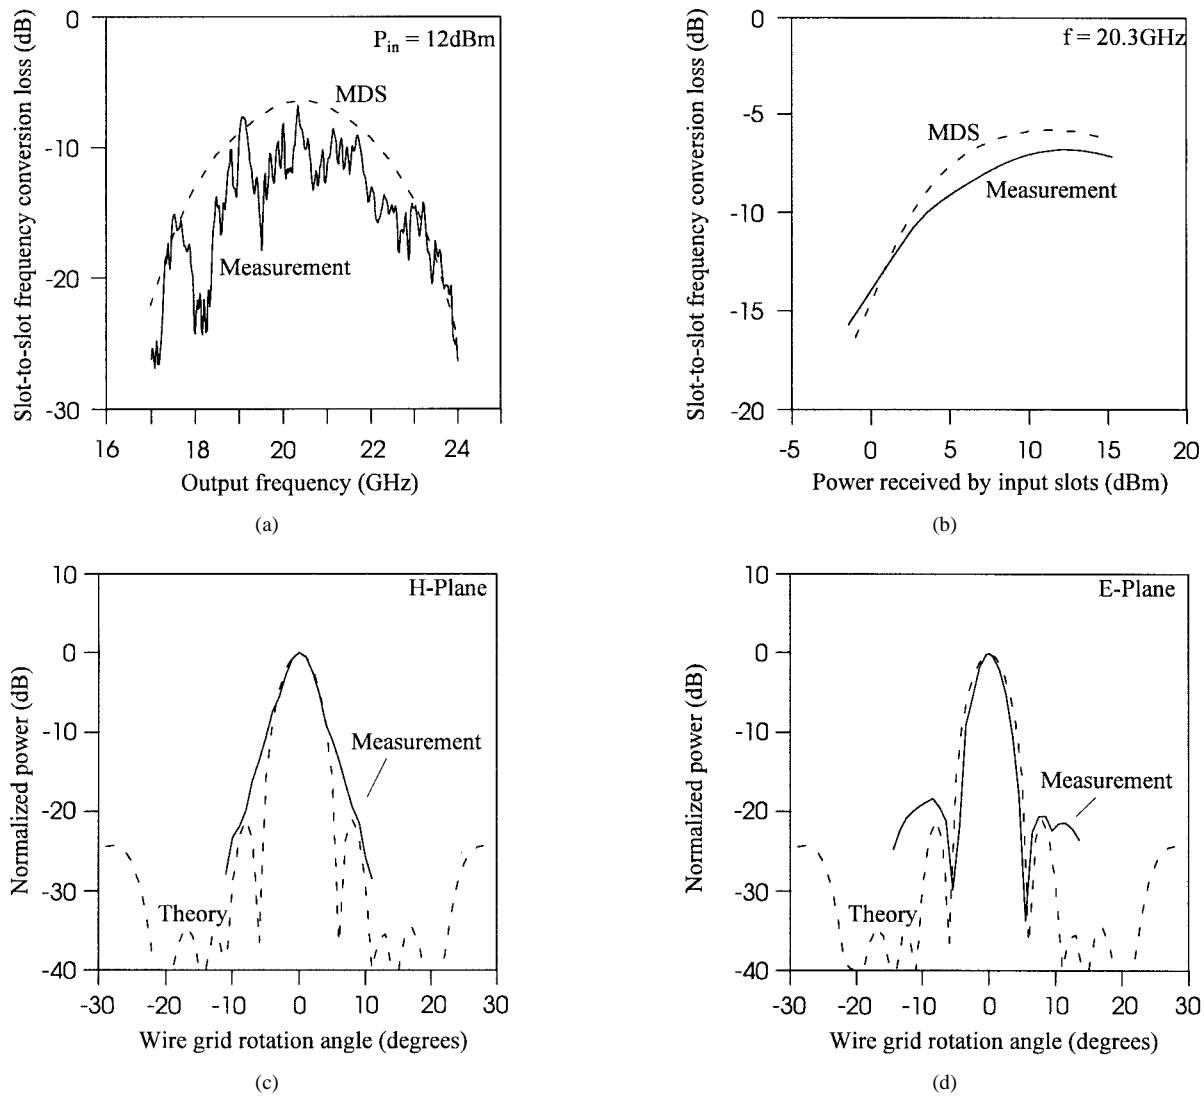 Slot-to-slot frequency conversion loss (dB)
0
-10
-20
-30
P_in = 12dBm
MDS
Measurement
16
18
20
22
24
Output frequency (GHz)
(a)
Slot-to-slot frequency conversion loss (dB)
0
-5
-10
-15
-20
f = 20.3GHz
MDS
Measurement
-5
0
5
10
15
20
Power received by input slots (dBm)
(b)
Normalized power (dB)
10
0
-10
-20
-30
-40
H-Plane
Measurement
Theory
-30
-20
-10
0
10
20
30
Wire grid rotation angle (degrees)
(c)
Normalized power (dB)
10
0
-10
-20
-30
-40
E-Plane
Measurement
Theory
-30
-20
-10
0
10
20
30
Wire grid rotation angle (degrees)
(d)